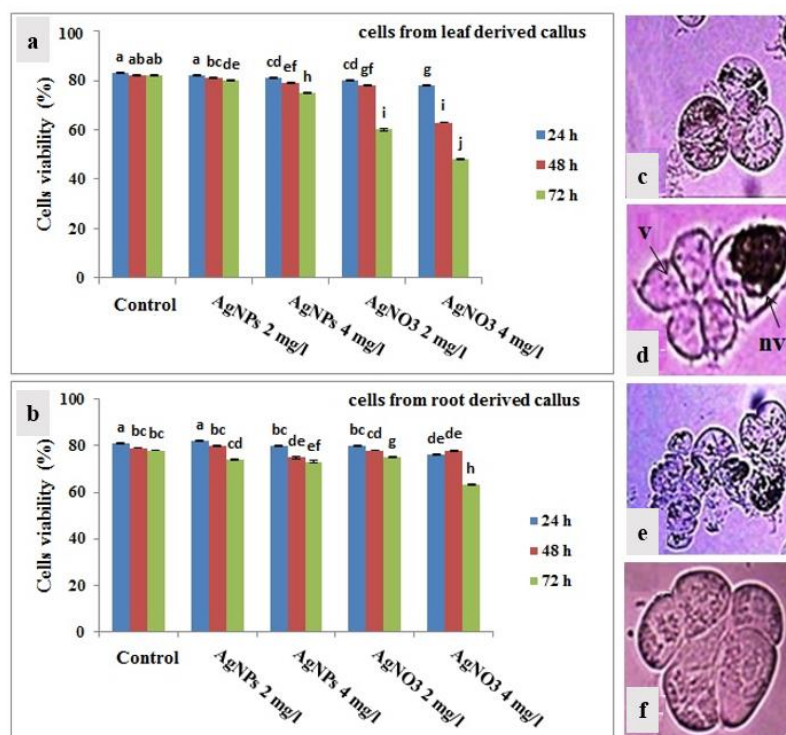 a
cells from leaf derived callus
100
80
60
40
20
0
Cells viability (%)
a ab ab
a bc de
cd ef h
cd gf i
g i j
24 h
48 h
72 h
Control
AgNPs 2 mg/l
AgNPs 4 mg/l
AgNO3 2 mg/l
AgNO3 4 mg/l
b
cells from root derived callus
100
80
60
40
20
0
Cells viability (%)
a bc bc
a bc cd
bc de ef
bc cd g
de de h
24 h
48 h
72 h
Control
AgNPs 2 mg/l
AgNPs 4 mg/l
AgNO3 2 mg/l
AgNO3 4 mg/l
c
v
nv
d
e
f